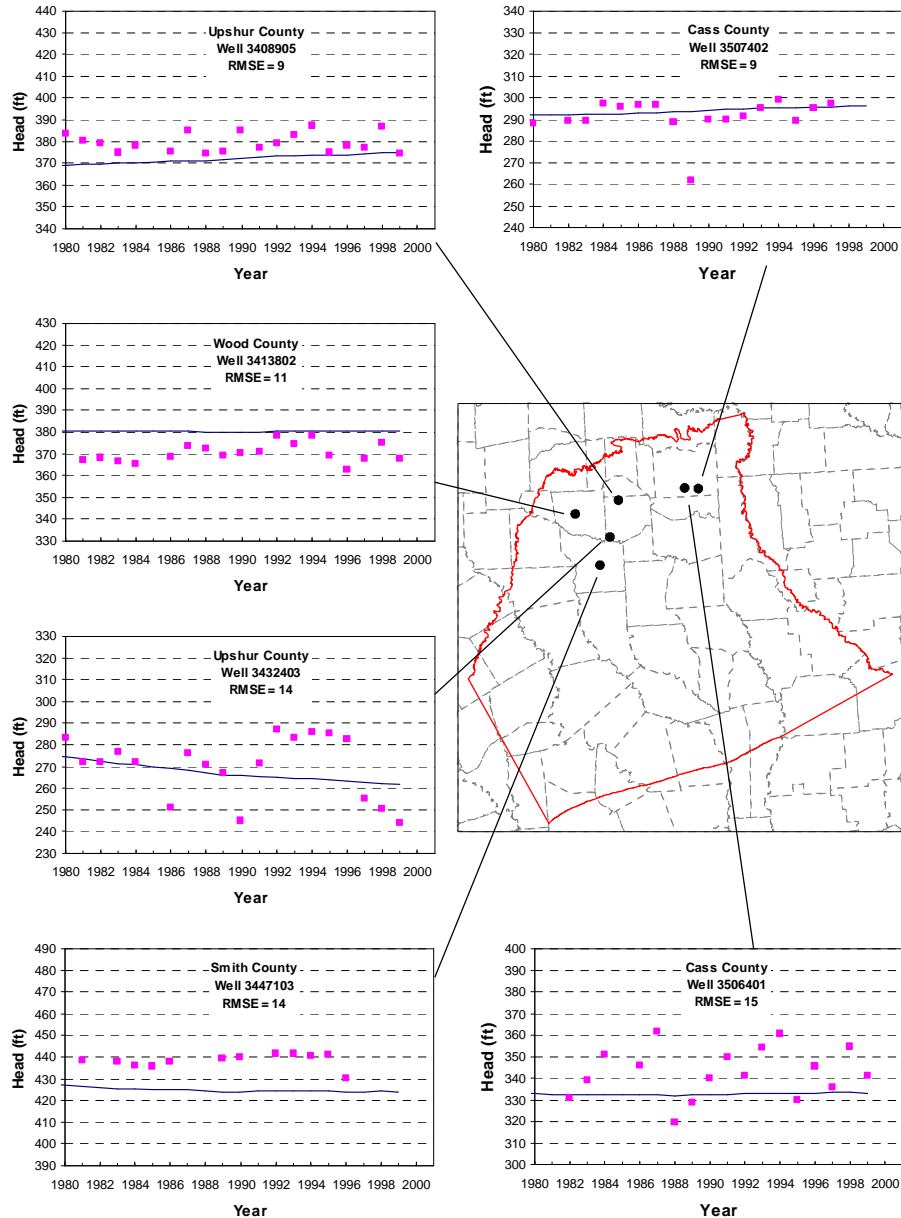 Upshur County
Well 3408905
RMSE = 9
Head (ft)
440
430
420
410
400
390
380
370
360
350
340
1980 1982 1984 1986 1988 1990 1992 1994 1996 1998 2000
Year
Cass County
Well 3507402
RMSE = 9
Head (ft)
340
330
320
310
300
290
280
270
260
250
240
1980 1982 1984 1986 1988 1990 1992 1994 1996 1998 2000
Year
Wood County
Well 3413802
RMSE = 11
Head (ft)
430
420
410
400
390
380
370
360
350
340
330
1980 1982 1984 1986 1988 1990 1992 1994 1996 1998 2000
Year
Upshur County
Well 3432403
RMSE = 14
Head (ft)
330
320
310
300
290
280
270
260
250
240
230
1980 1982 1984 1986 1988 1990 1992 1994 1996 1998 2000
Year
Smith County
Well 3447103
RMSE = 14
Head (ft)
490
480
470
460
450
440
430
420
410
400
390
1980 1982 1984 1986 1988 1990 1992 1994 1996 1998 2000
Year
Cass County
Well 3506401
RMSE = 15
Head (ft)
400
390
380
370
360
350
340
330
320
310
300
1980 1982 1984 1986 1988 1990 1992 1994 1996 1998 2000
Year